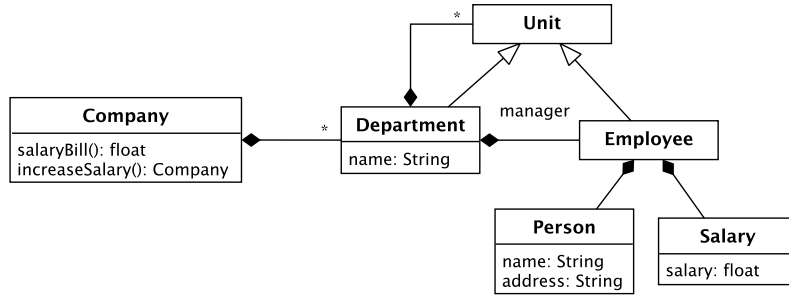 Unit
*
Company
salaryBill(): float
increaseSalary(): Company
*
Department
name: String
manager
Employee
Person
name: String
address: String
Salary
salary: float